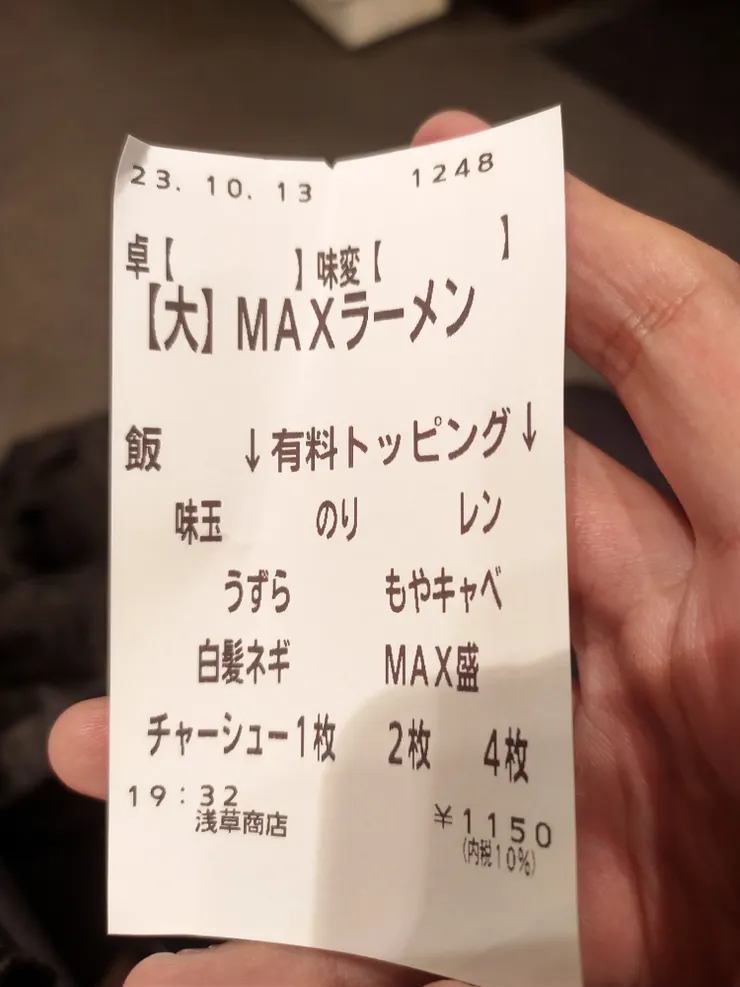 23. 10. 13 1248
卓【 】味変【 】
【大】MAXラーメン
飯 ↓有料トッピング↓
味玉 のり レン
うずら もやキャベ
白髪ネギ MAX盛
チャーシュー1枚 2枚 4枚
19:32
浅草商店 ¥1150
(内税10%)